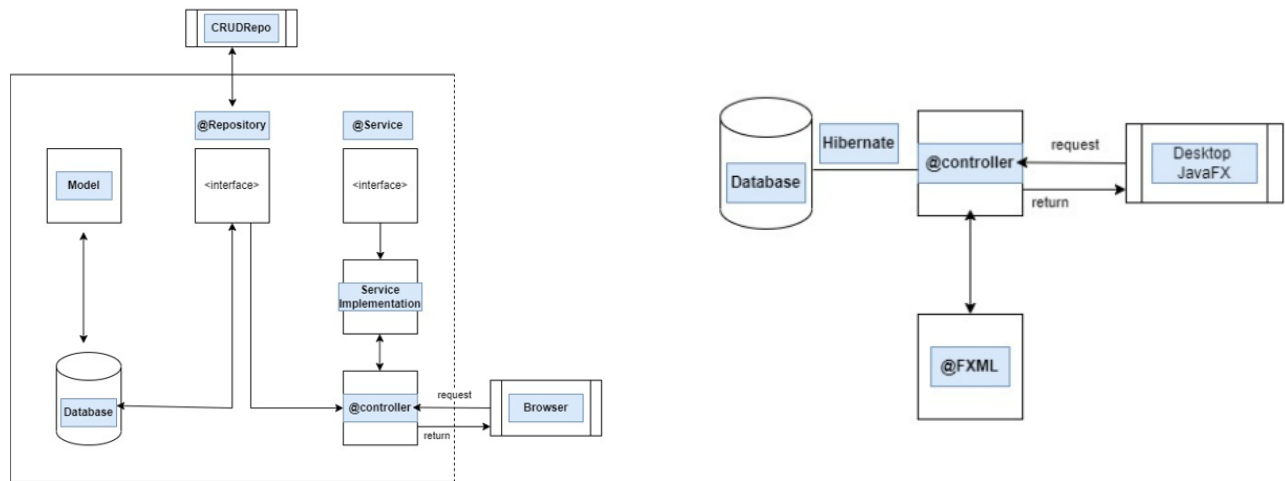 CRUDRepo
@Repository
@Service
Model
<interface>
<interface>
Service
Implementation
Database
@controller
request
return
Browser
Database
Hibernate
@controller
request
return
Desktop
JavaFX
@FXML